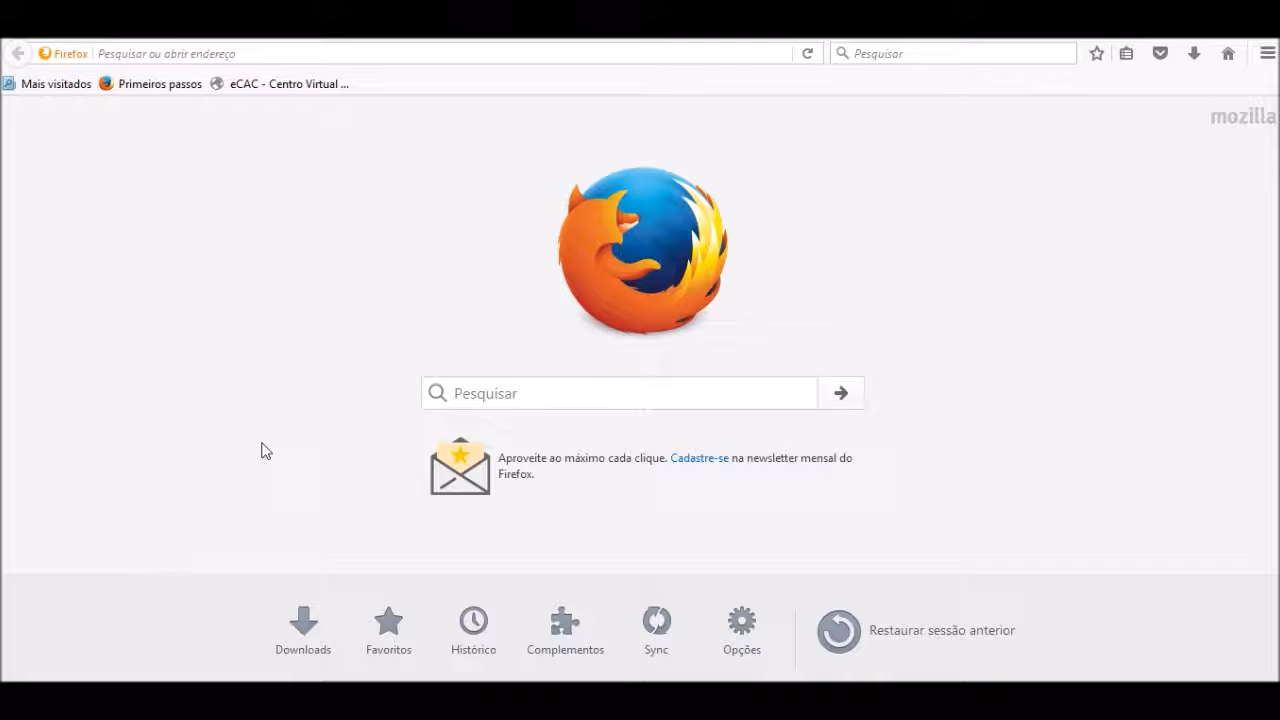 Firefox Pesquisar ou abrir endereço Pesquisar
Mais visitados Primeiros passos eCAC - Centro Virtual ...
mozilla
Pesquisar
Aproveite ao máximo cada clique. Cadastre-se na newsletter mensal do
Firefox.
Downloads Favoritos Histórico Complementos Sync Opções Restaurar sessão anterior